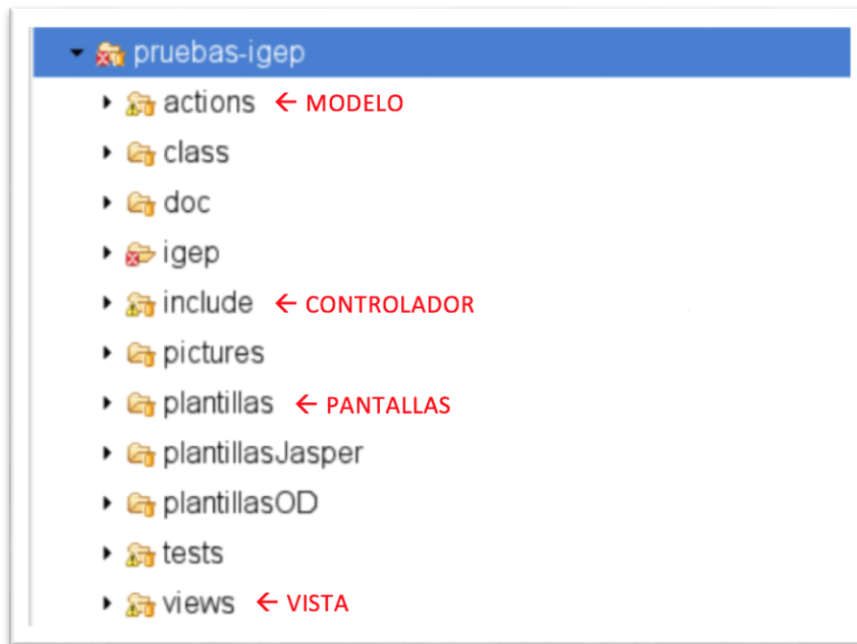 pruebas-igep
actions ← MODELO
class
doc
igep
include ← CONTROLADOR
pictures
plantillas ← PANTALLAS
plantillasJasper
plantillasOD
tests
views ← VISTA